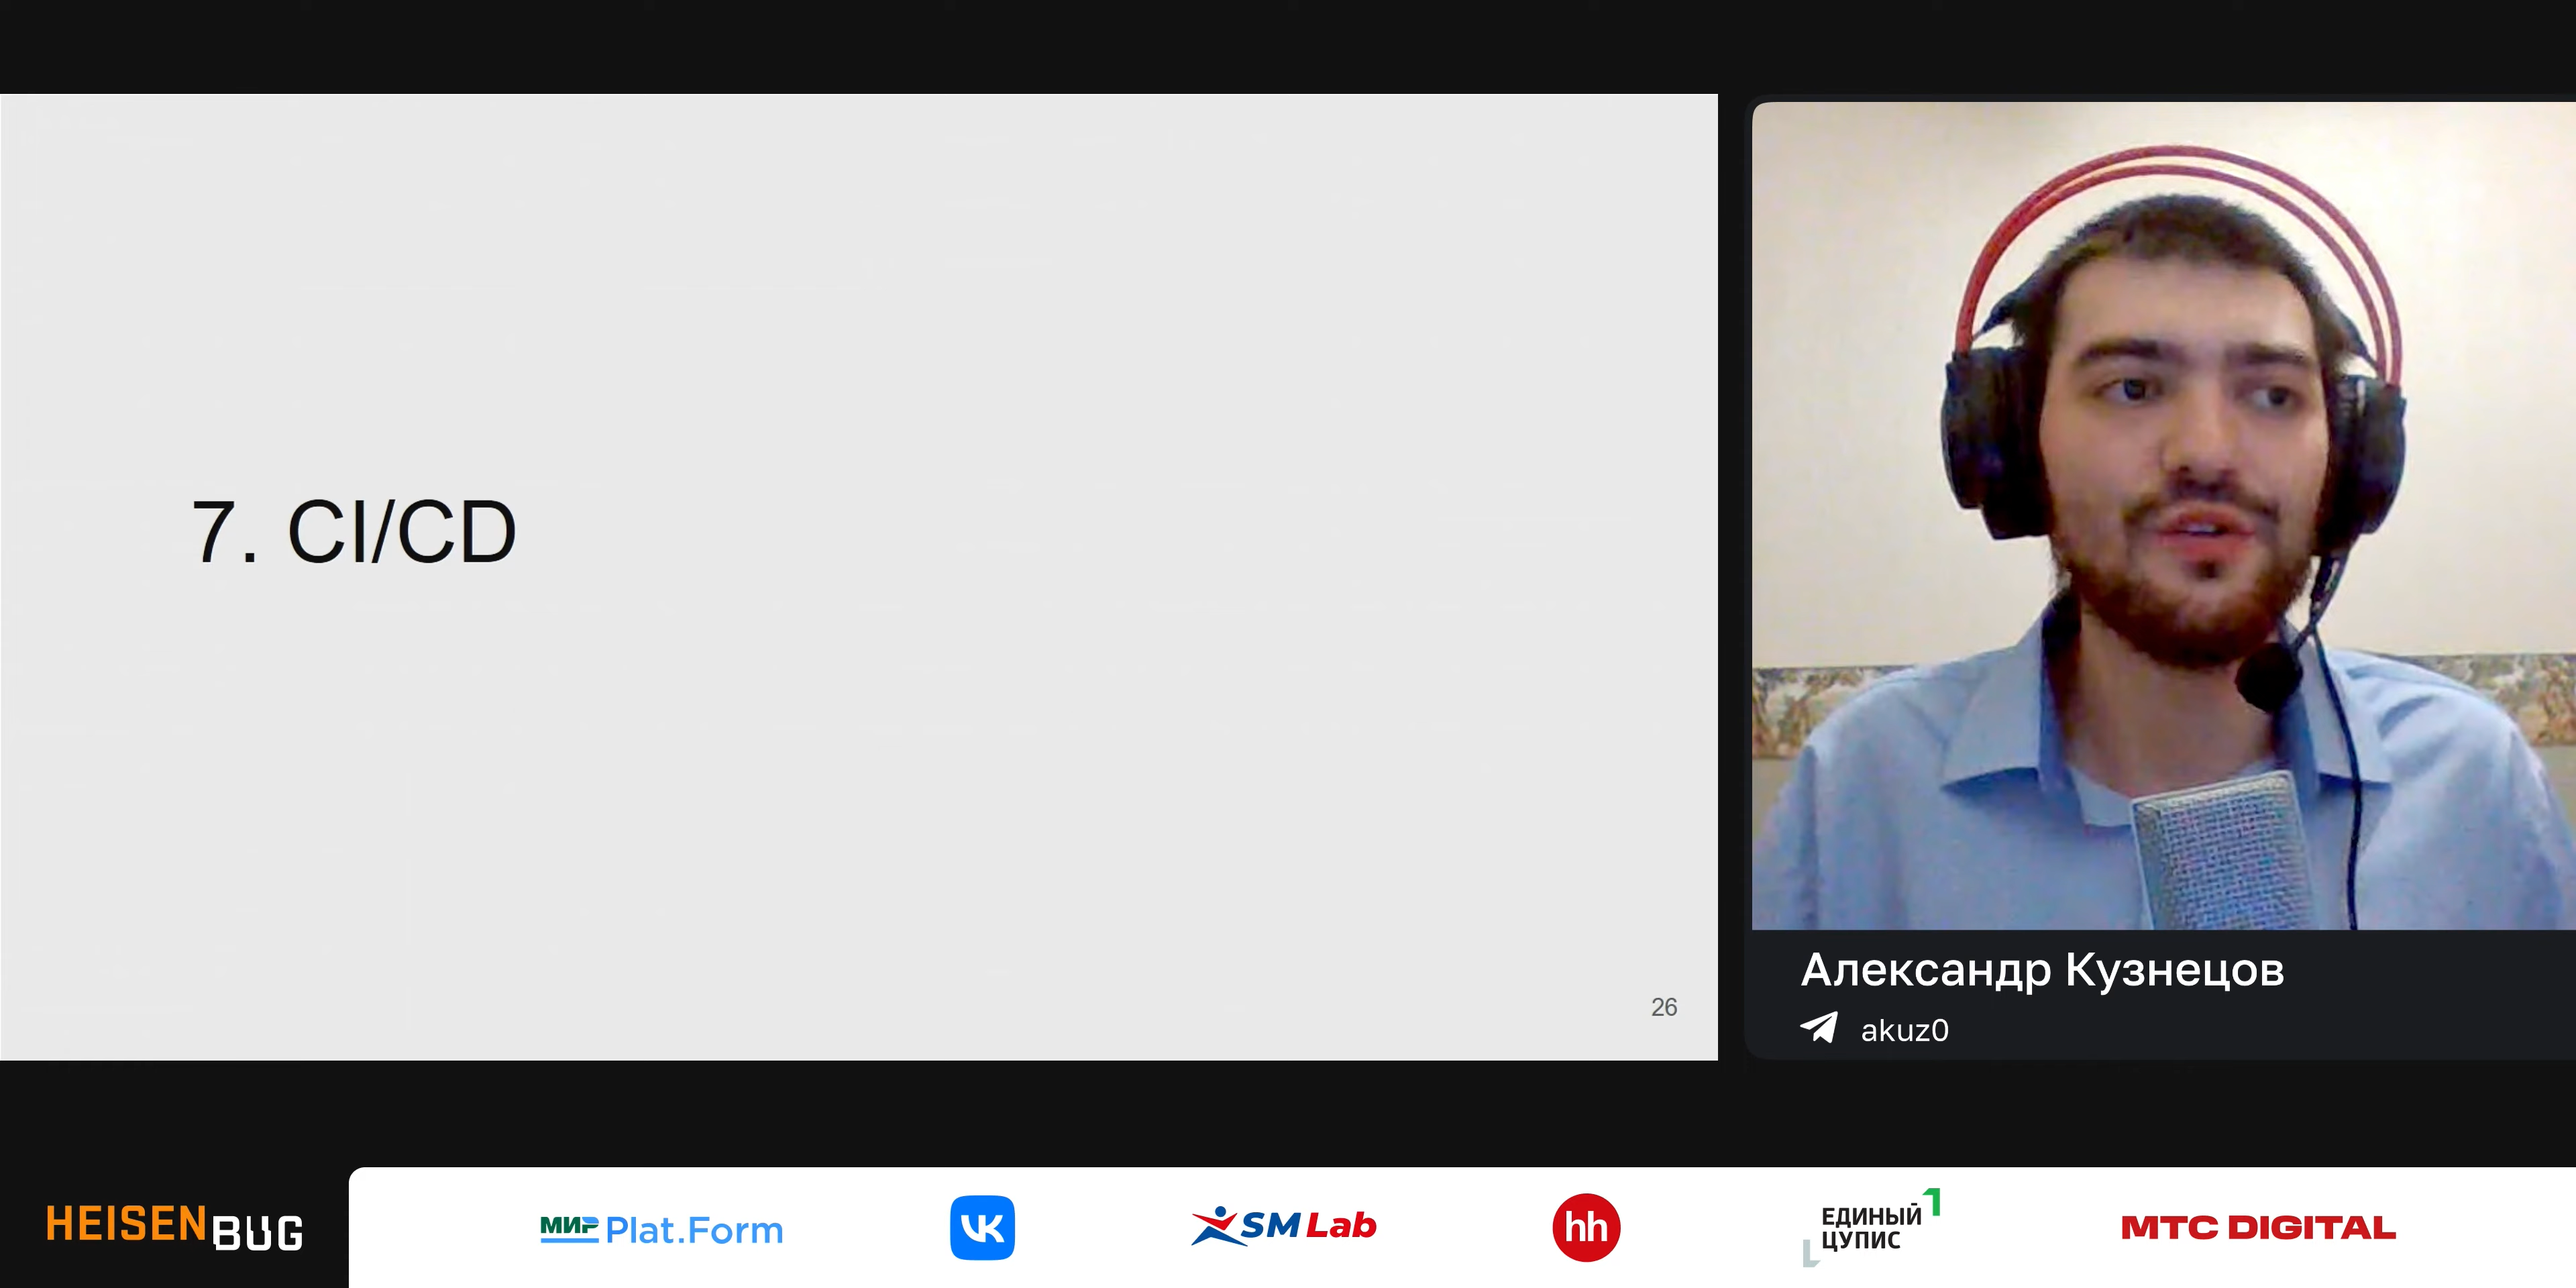 7. CI/CD
26
Александр Кузнецов
akuz0
HEISENBUG
МИР Plat.Form
VK
SM Lab
hh
ЕДИНЫЙ 1
ЦУПИС
МТС DIGITAL